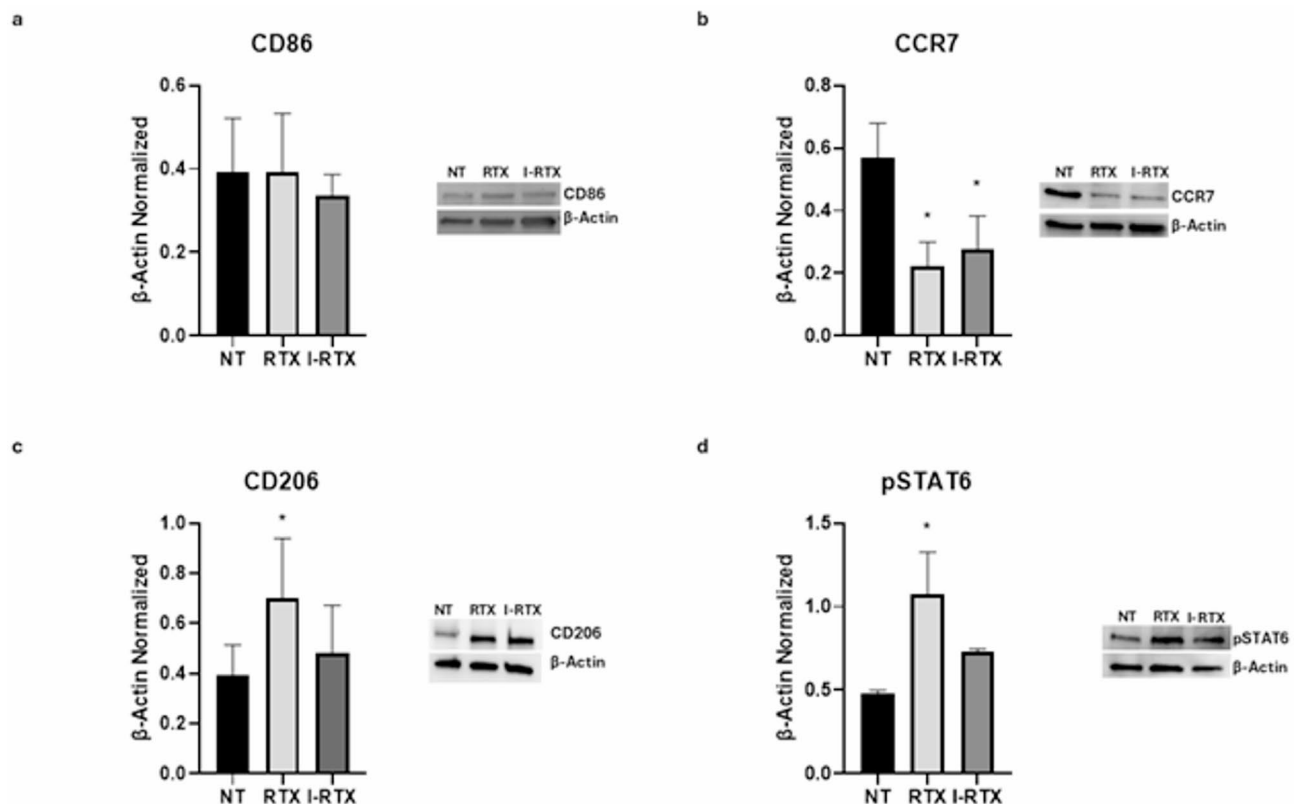 a
CD86
β-Actin Normalized
0.6
0.4
0.2
0.0
NT RTX I-RTX
NT RTX I-RTX
CD86
β-Actin
b
CCR7
β-Actin Normalized
0.8
0.6
0.4
0.2
0.0
*
*
NT RTX I-RTX
NT RTX I-RTX
CCR7
β-Actin
c
CD206
β-Actin Normalized
1.0
0.8
0.6
0.4
0.2
0.0
*
NT RTX I-RTX
NT RTX I-RTX
CD206
β-Actin
d
pSTAT6
β-Actin Normalized
1.5
1.0
0.5
0.0
*
NT RTX I-RTX
NT RTX I-RTX
pSTAT6
β-Actin